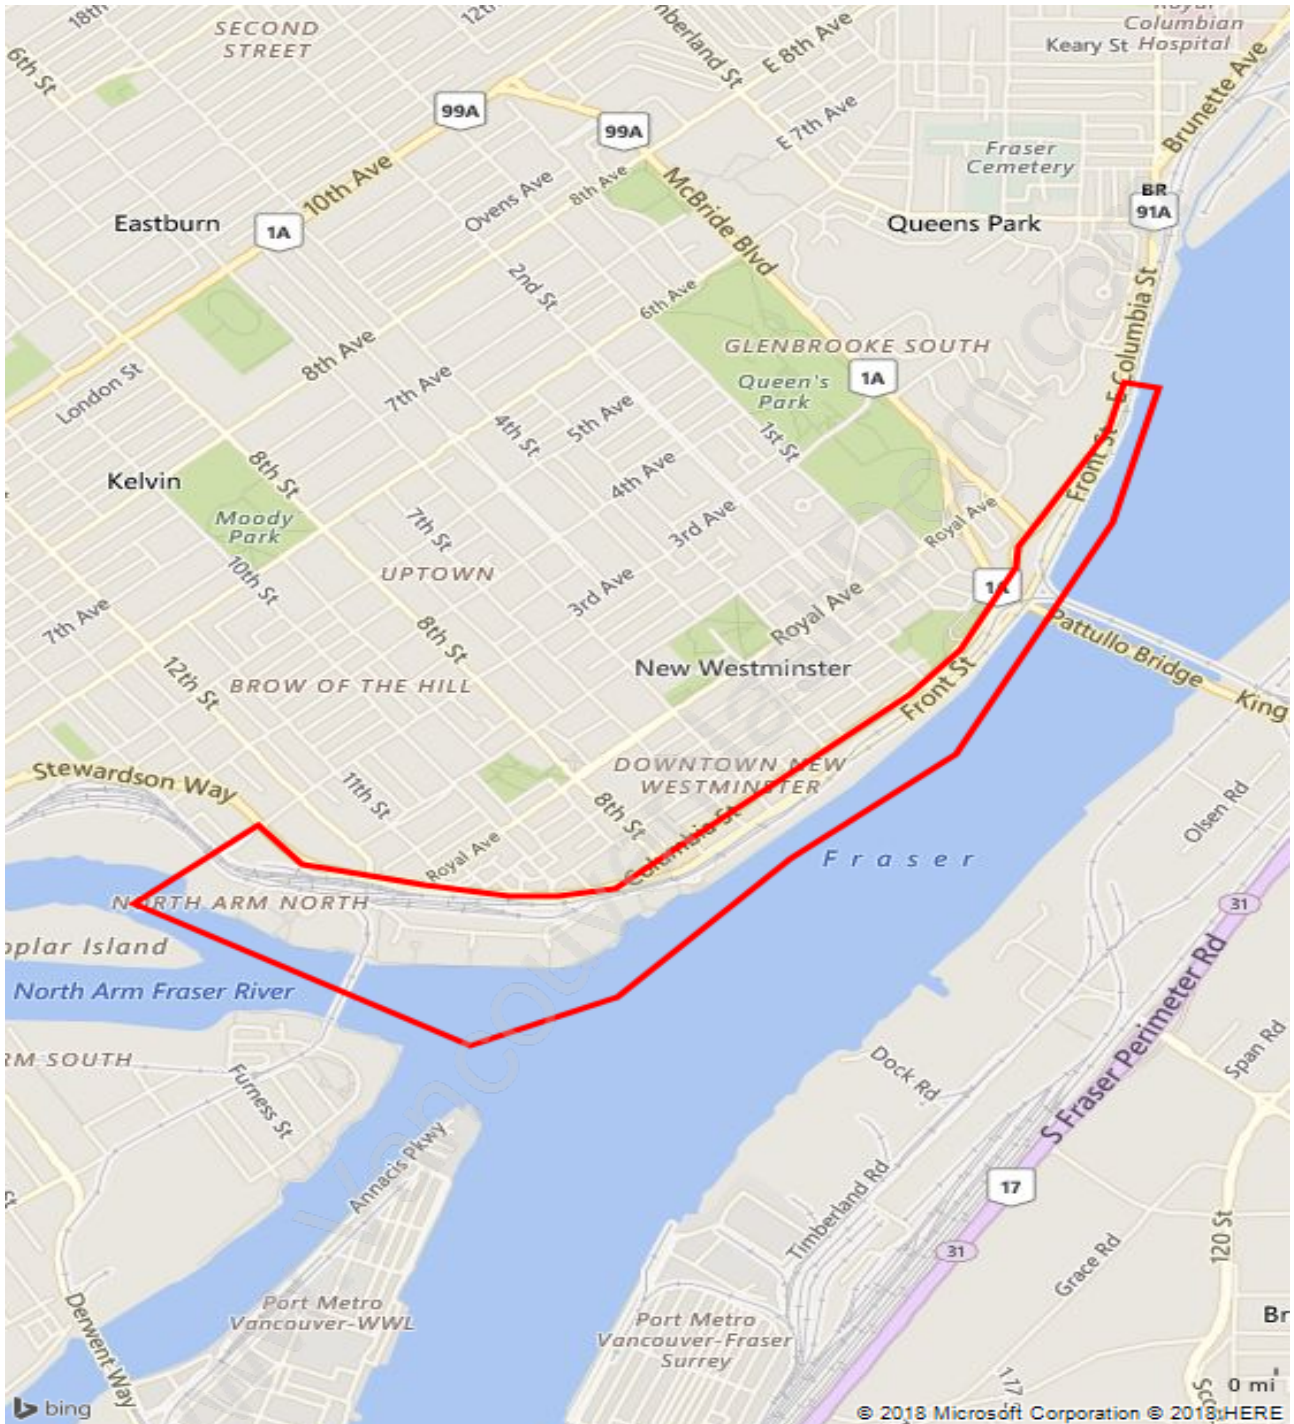 18th
SECOND
STREET
12th
mberland St
E 8th Ave
Royal
Columbian
Hospital
Keary St
6th St
99A
99A
E 7th Ave
Brunette Ave
Fraser
Cemetery
10th Ave
Ovens Ave
8th Ave
McBride Blvd
BR
91A
Eastburn
1A
Queens Park
2nd St
6th Ave
E Columbia St
8th Ave
GLENBROOKE SOUTH
London St
7th Ave
Queen's
Park
1A
4th St
5th Ave
1st St
Front St
Kelvin
8th St
4th Ave
Moody
Park
7th St
3rd Ave
Royal Ave
10th St
UPTOWN
3rd Ave
1A
7th Ave
8th St
Royal Ave
Pattullo Bridge
12th St
BROW OF THE HILL
New Westminster
Front St
King
Stewardson Way
11th St
DOWNTOWN NEW
WESTMINSTER
8th St
Columbia St
Olsen Rd
Royal Ave
Fraser
NORTH ARM NORTH
31
oplar Island
North Arm Fraser River
S Fraser Perimeter Rd
RM SOUTH
Furness St
Dock Rd
Span Rd
Annacis Pkwy
Timberland Rd
17
120 St
31
Grace Rd
Derwent Way
Port Metro
Vancouver-WWL
Port Metro
Vancouver-Fraser
Surrey
Br
117 S
Sco
0 mi
bing
© 2018 Microsoft Corporation © 2018 HERE